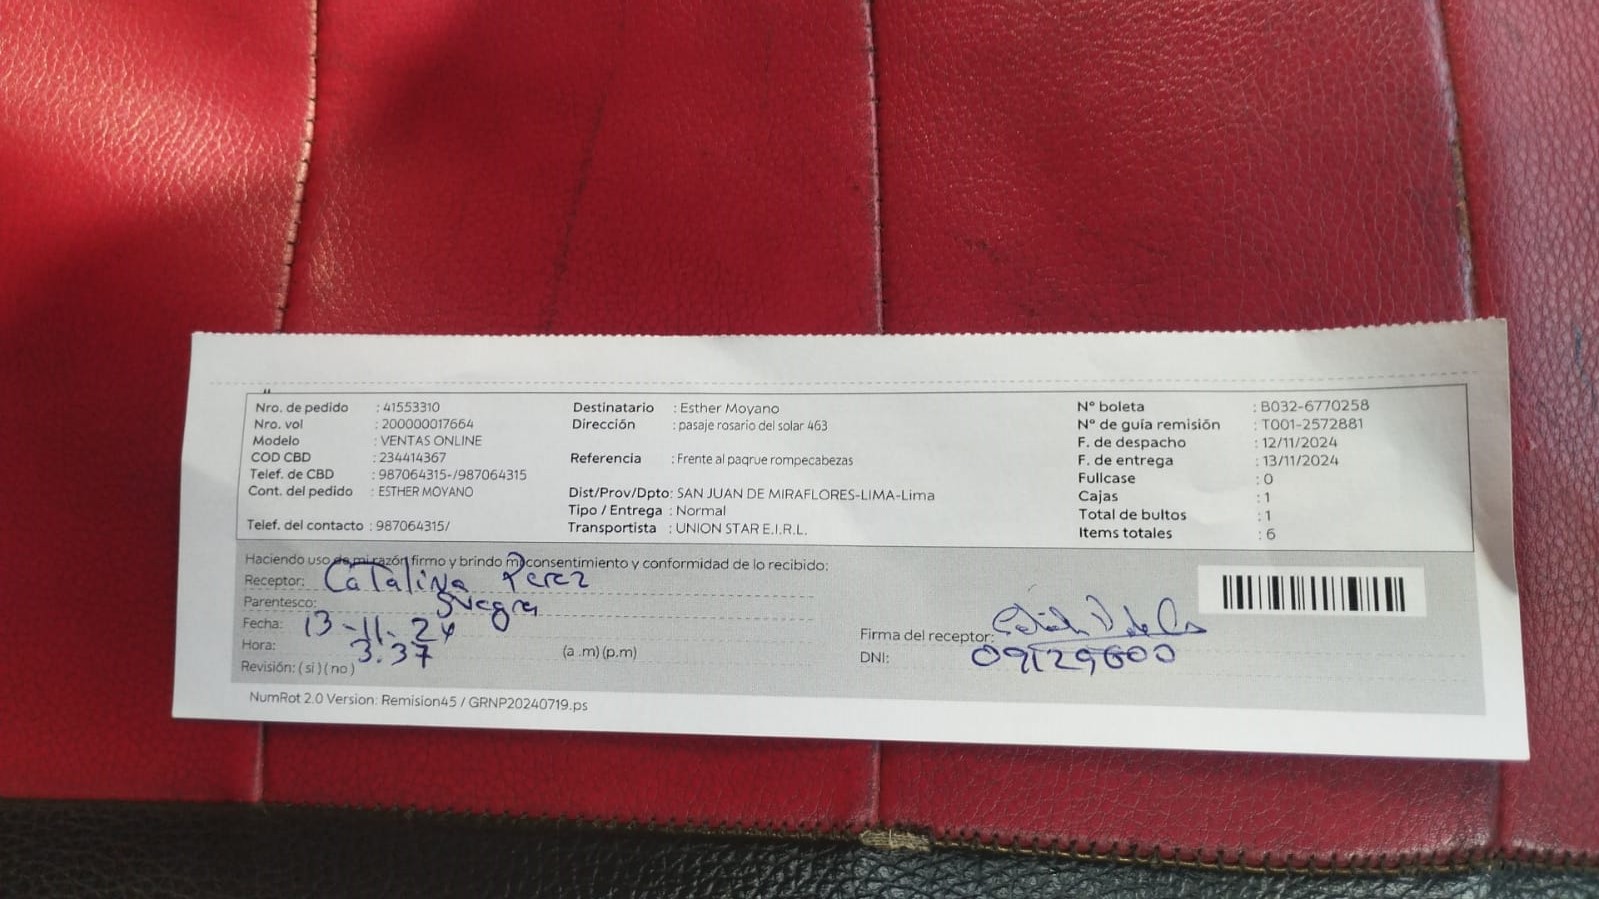 Nro. de pedido : 41553310
Nro. vol : 200000017664
Modelo : VENTAS ONLINE
COD CBD : 234414367
Telef. de CBD : 987064315-/987064315
Cont. del pedido : ESTHER MOYANO
Telef. del contacto : 987064315/
Destinatario : Esther Moyano
Dirección : pasaje rosario del solar 463
Referencia : Frente al paqrue rompecabezas
Dist/Prov/Dpto: SAN JUAN DE MIRAFLORES-LIMA-Lima
Tipo / Entrega : Normal
Transportista : UNION STAR E.I.R.L.
N° boleta : B032-6770258
N° de guía remisión : T001-2572881
F. de despacho : 12/11/2024
F. de entrega : 13/11/2024
Fullcase : 0
Cajas : 1
Total de bultos : 1
Items totales : 6
Haciendo uso de mi razón firmo y brindo mi consentimiento y conformidad de lo recibido:
Receptor: Catalina Perez
Parentesco: Suegra
Fecha: 13-11-24
Hora: 3.37 (a .m) (p.m)
Revisión: ( si ) ( no )
Firma del receptor:
DNI: 09129600
NumRot 2.0 Version: Remision45 / GRNP20240719.ps